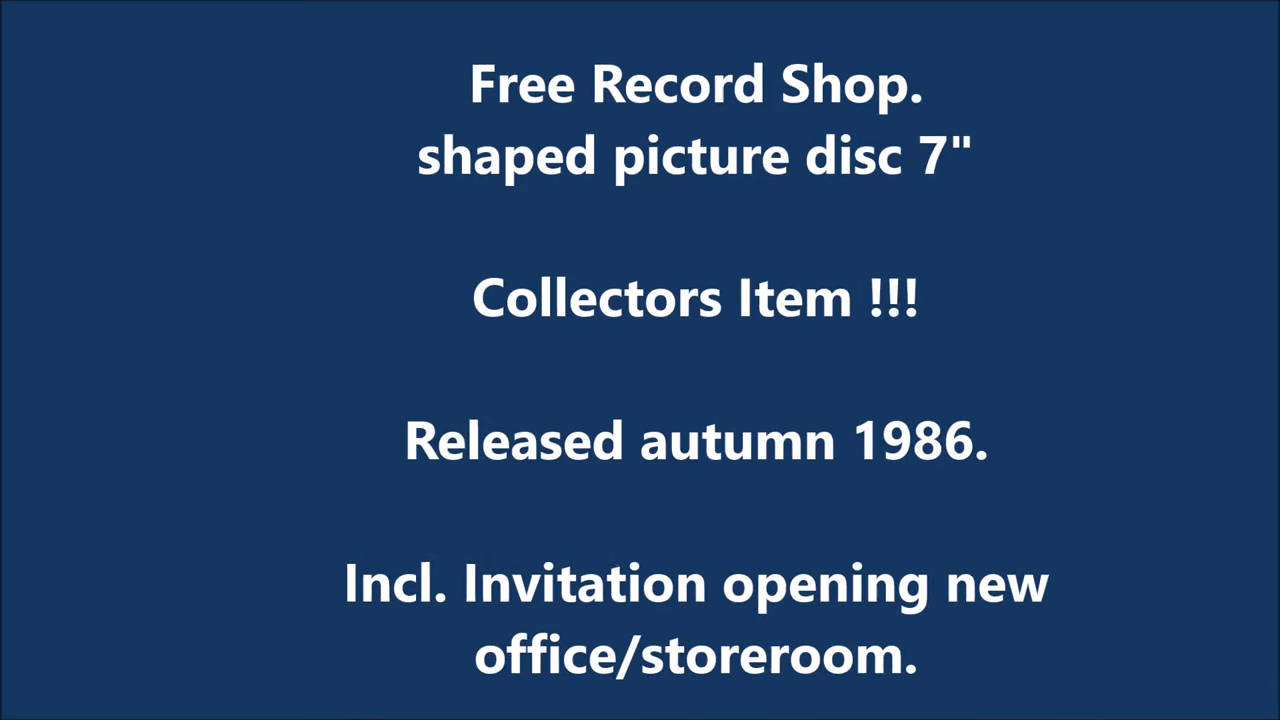 Free Record Shop.
shaped picture disc 7"
Collectors Item !!!
Released autumn 1986.
Incl. Invitation opening new
office/storeroom.